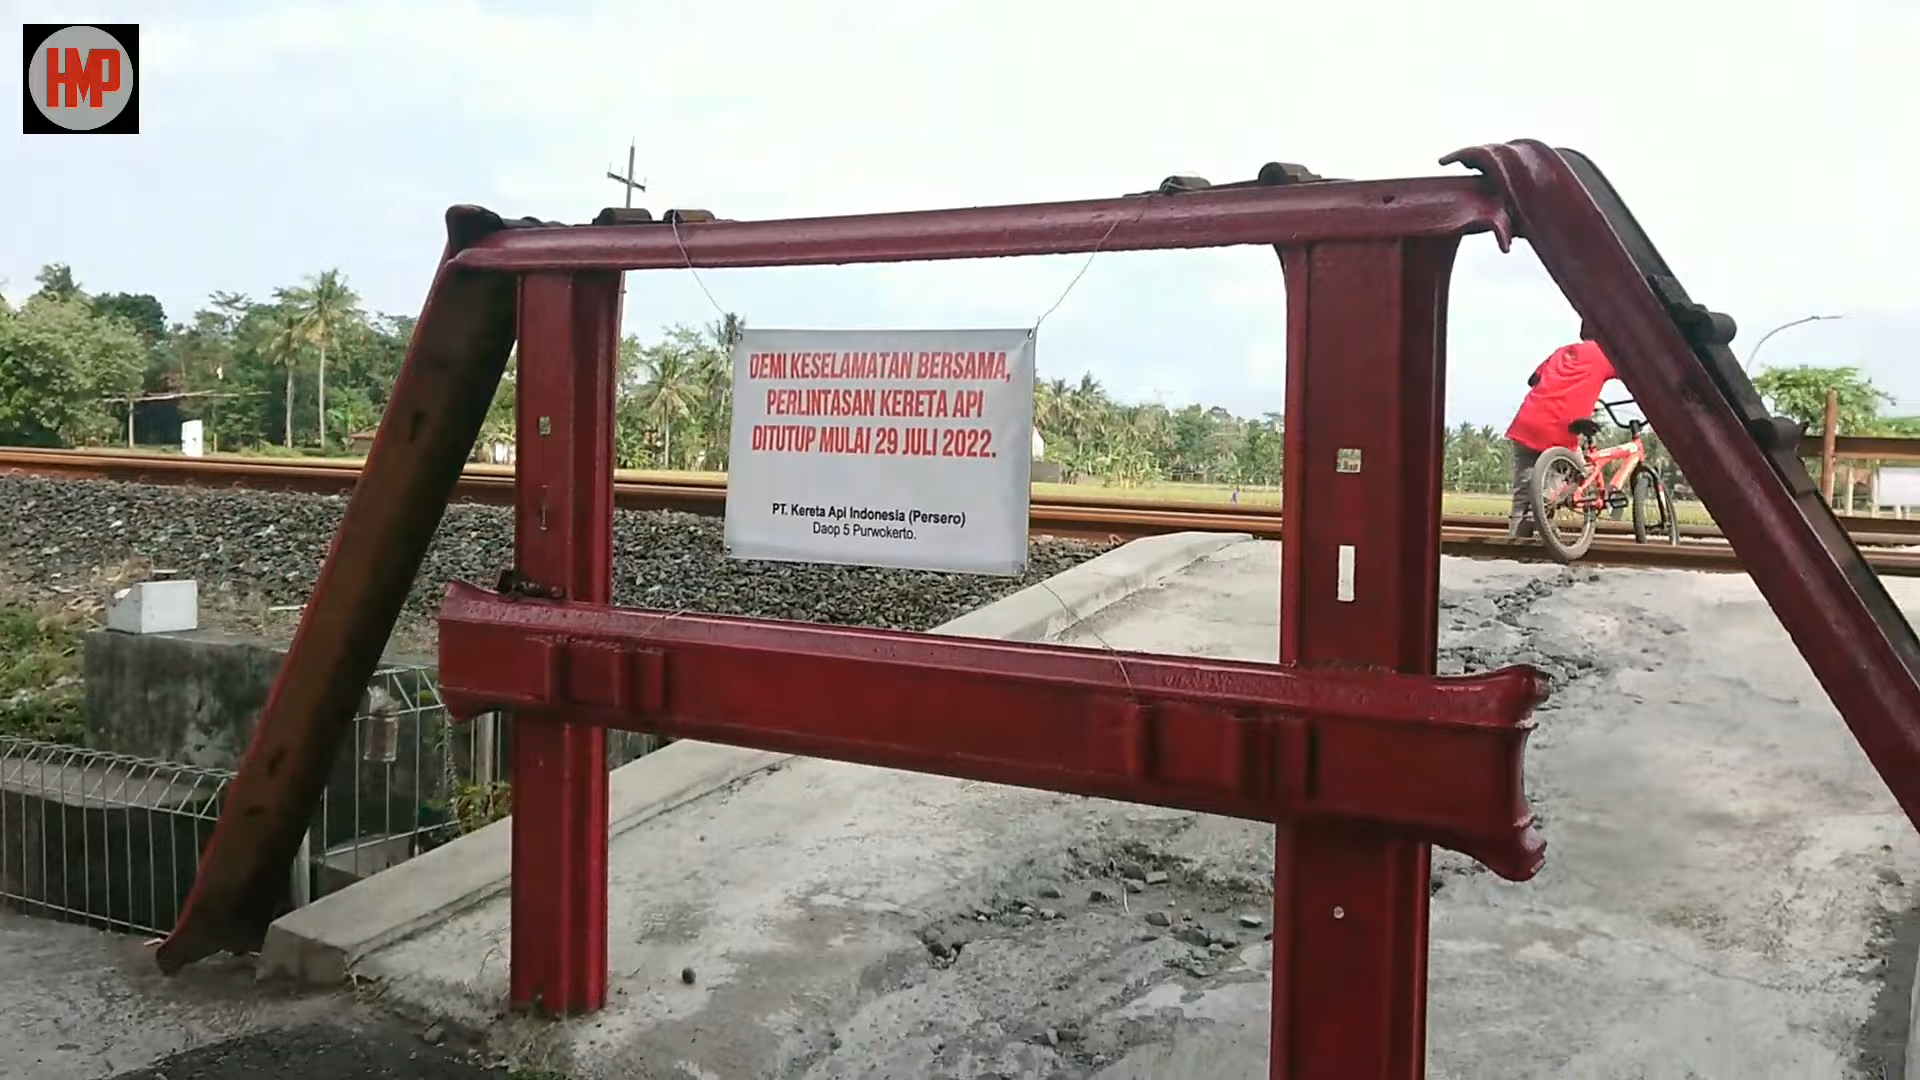 HMP
DEMI KESELAMATAN BERSAMA,
PERLINTASAN KERETA API
DITUTUP MULAI 29 JULI 2022.
PT. Kereta Api Indonesia (Persero)
Daop 5 Purwokerto.